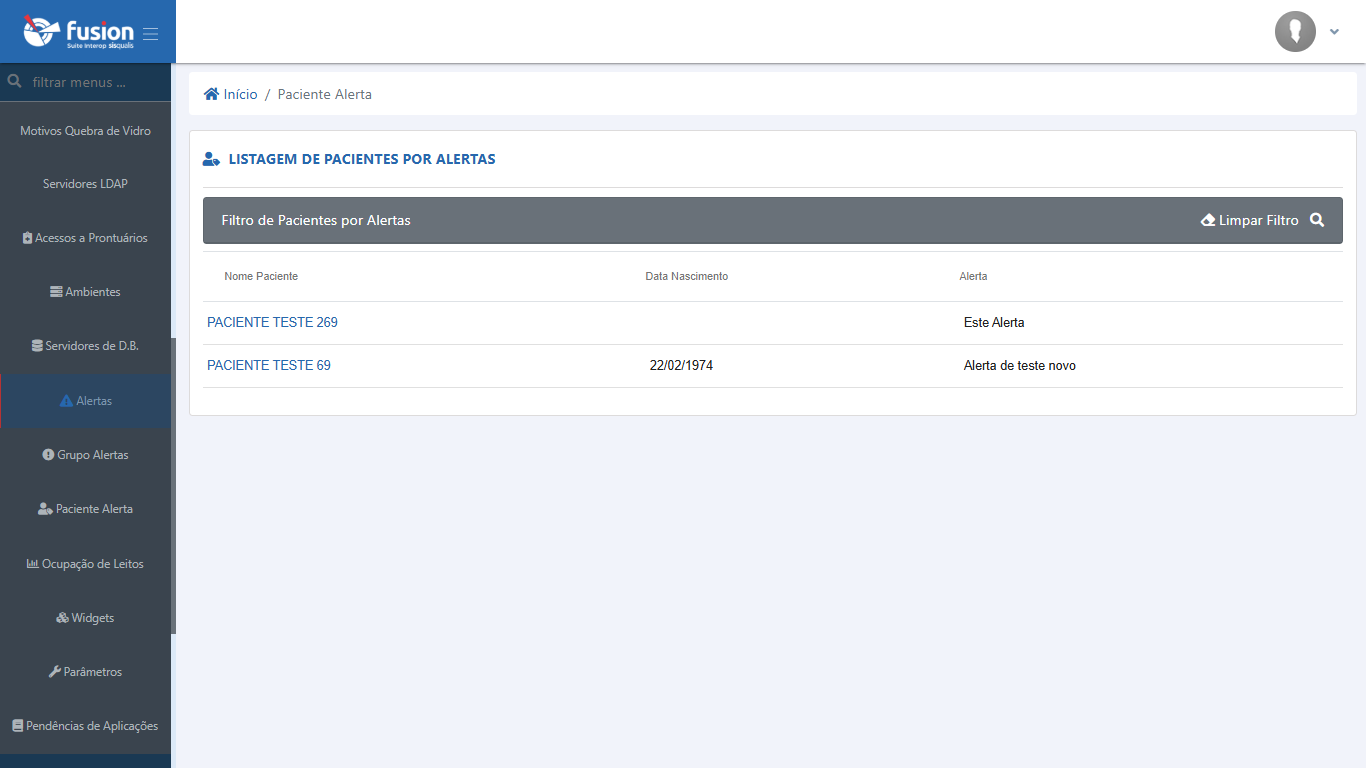 fusion
Suite Interop sisqualis
filtrar menus ...
Motivos Quebra de Vidro
Servidores LDAP
Acessos a Prontuários
Ambientes
Servidores de D.B.
Alertas
Grupo Alertas
Paciente Alerta
Ocupação de Leitos
Widgets
Parâmetros
Pendências de Aplicações
Início / Paciente Alerta
LISTAGEM DE PACIENTES POR ALERTAS
Filtro de Pacientes por Alertas Limpar Filtro
Nome Paciente Data Nascimento Alerta
PACIENTE TESTE 269 Este Alerta
PACIENTE TESTE 69 22/02/1974 Alerta de teste novo